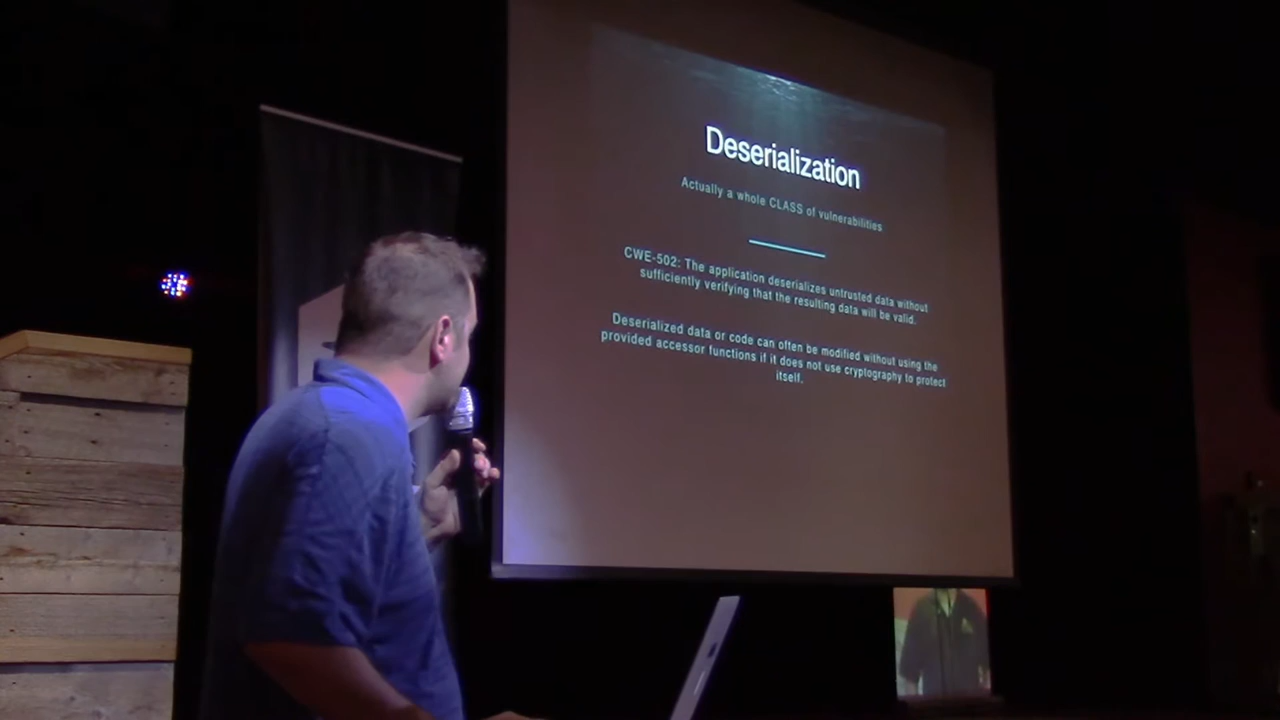 Deserialization
Actually a whole CLASS of vulnerabilities
CWE-502: The application deserializes untrusted data without
sufficiently verifying that the resulting data will be valid.
Deserialized data or code can often be modified without using the
provided accessor functions if it does not use cryptography to protect
itself.